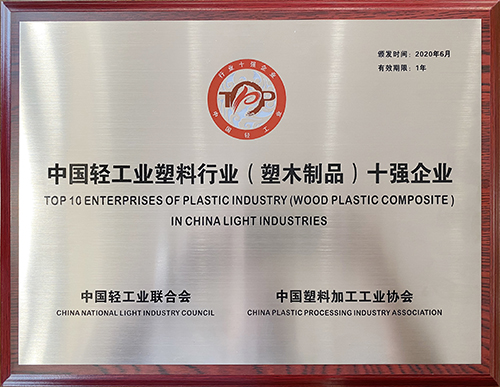 颁发时间：2020年6月
有效期限：1年
行业十强企业
TOP
中国轻工业
中国轻工业塑料行业（塑木制品）十强企业
TOP 10 ENTERPRISES OF PLASTIC INDUSTRY (WOOD PLASTIC COMPOSITE )
IN CHINA LIGHT INDUSTRIES
中国轻工业联合会
CHINA NATIONAL LIGHT INDUSTRY COUNCIL
中国塑料加工工业协会
CHINA PLASTIC PROCESSING INDUSTRY ASSOCIATION